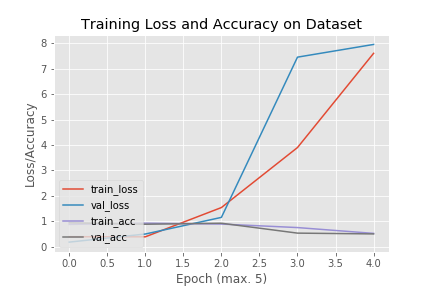 Training Loss and Accuracy on Dataset
8
7
6
5
4
3
2
1
0
Loss/Accuracy
train_loss
val_loss
train_acc
val_acc
0.0 0.5 1.0 1.5 2.0 2.5 3.0 3.5 4.0
Epoch (max. 5)